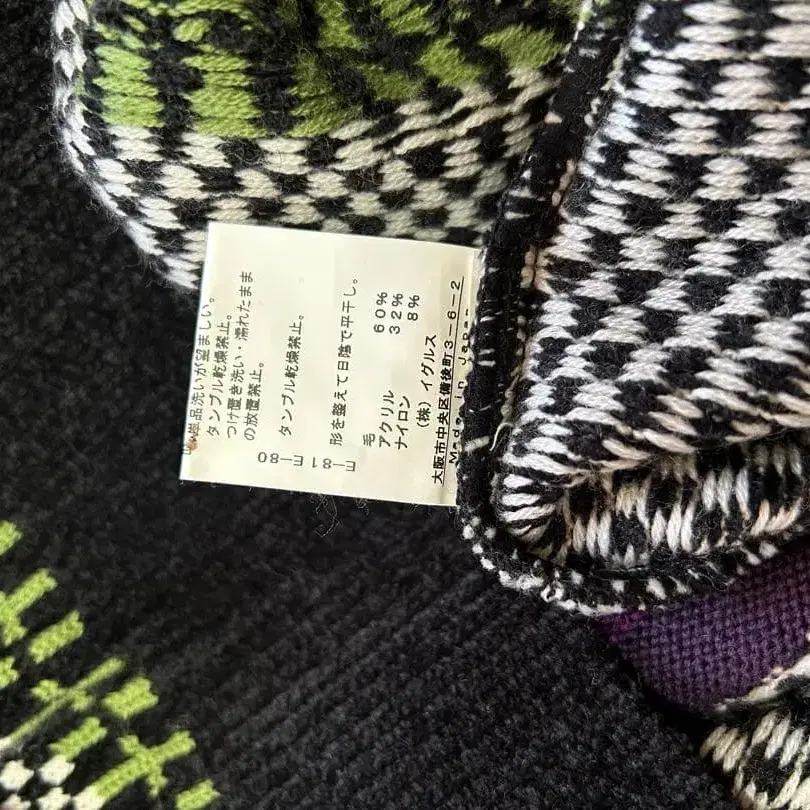 単品洗いが望ましい。
タンブル乾燥禁止。
つけ置き洗い・濡れたまま
の放置禁止。
タンブル乾燥禁止。
形を整えて日陰で平干し。
毛 60%
アクリル 32%
ナイロン 8%
(株)イグルス
大阪市中央区備後町3-6-2
Made in Japan